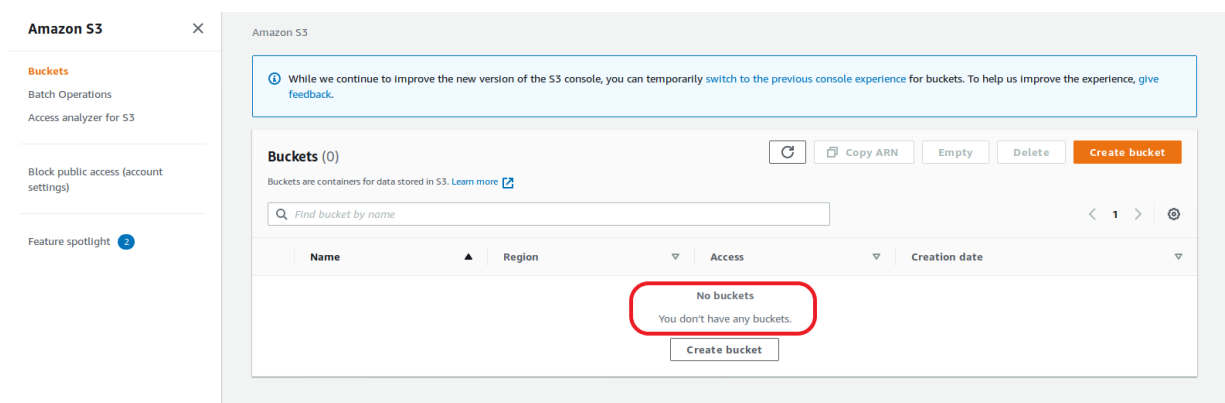 Amazon S3
Buckets
Batch Operations
Access analyzer for S3
Block public access (account
settings)
Feature spotlight 2
Amazon S3
While we continue to improve the new version of the S3 console, you can temporarily switch to the previous console experience for buckets. To help us improve the experience, give
feedback.
Buckets (0)
Copy ARN
Empty
Delete
Create bucket
Buckets are containers for data stored in S3. Learn more
Find bucket by name
1
Name
Region
Access
Creation date
No buckets
You don't have any buckets.
Create bucket